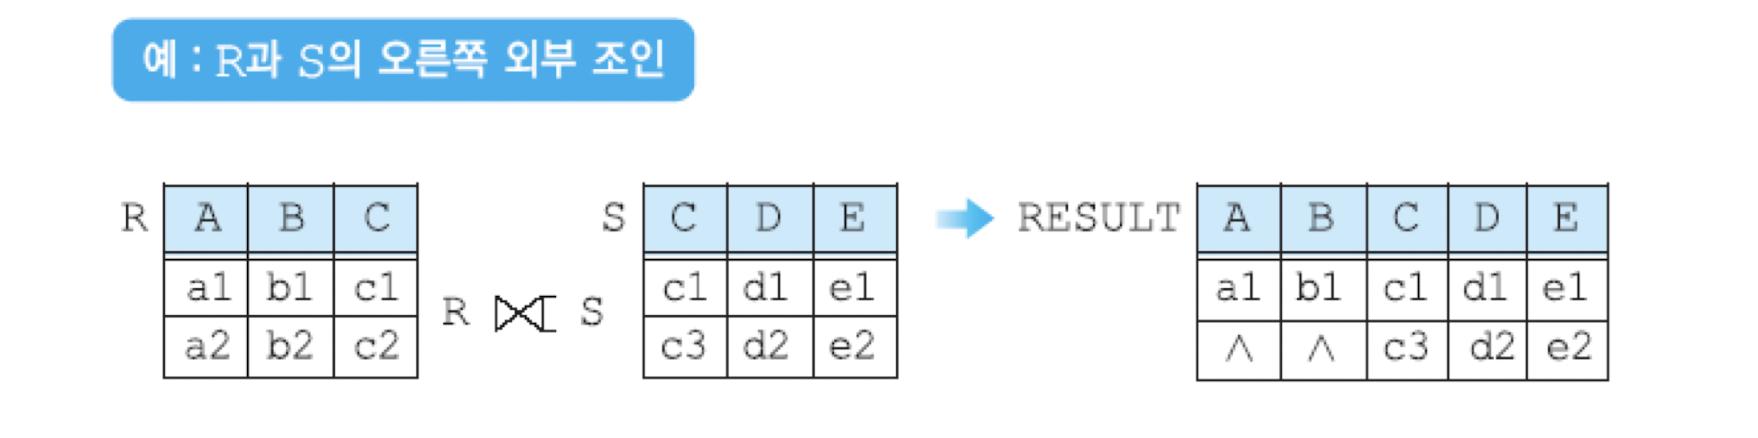 예 : R과 S의 오른쪽 외부 조인
R A B C S C D E RESULT A B C D E
a1 b1 c1 R ⟖ S c1 d1 e1 a1 b1 c1 d1 e1
a2 b2 c2 c3 d2 e2 ∧ ∧ c3 d2 e2